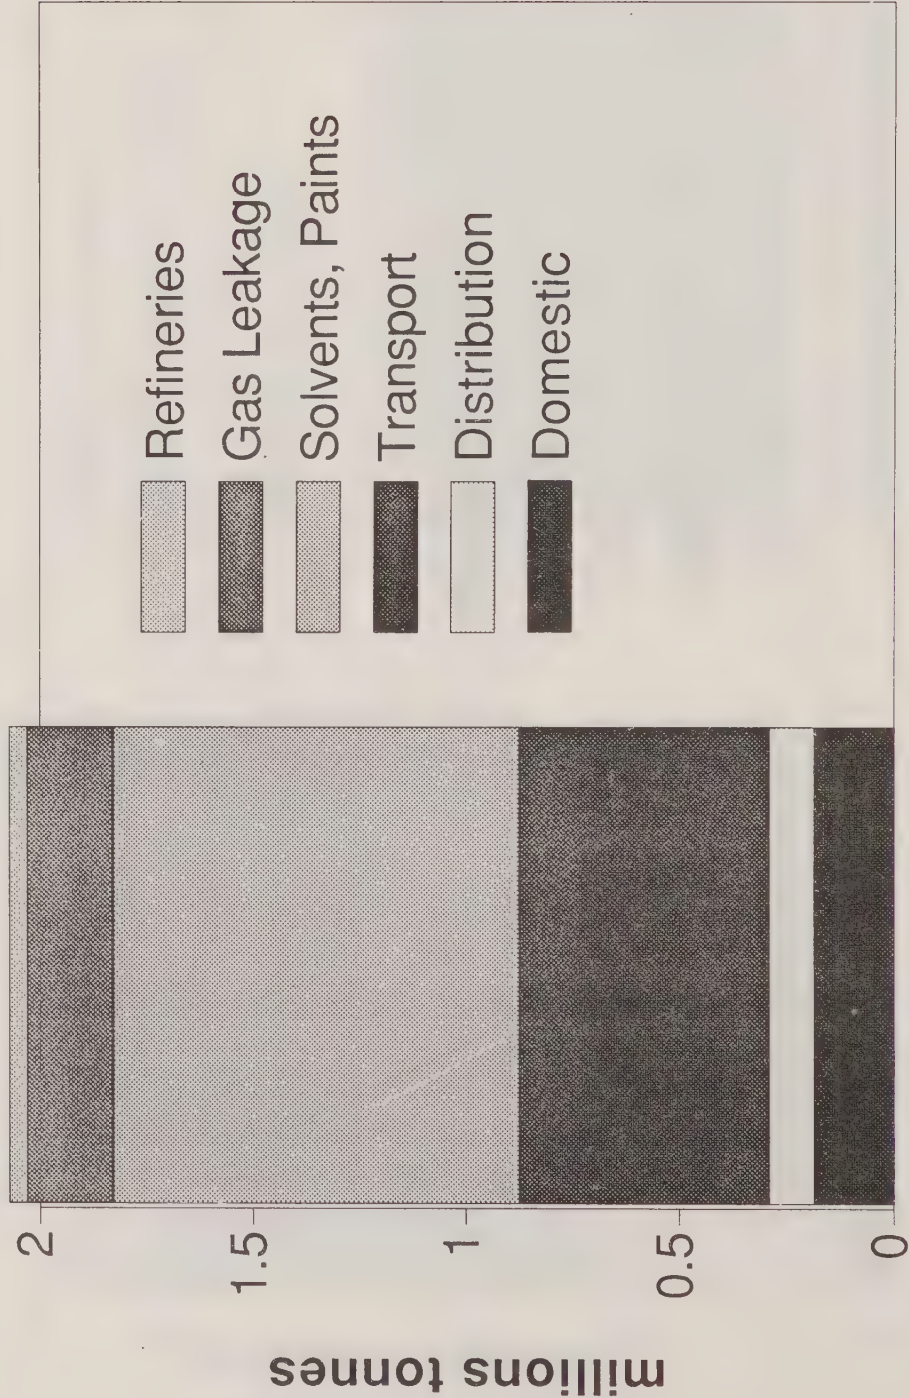 millions tonnes
2
1.5
1
0.5
0
Refineries
Gas Leakage
Solvents, Paints
Transport
Distribution
Domestic